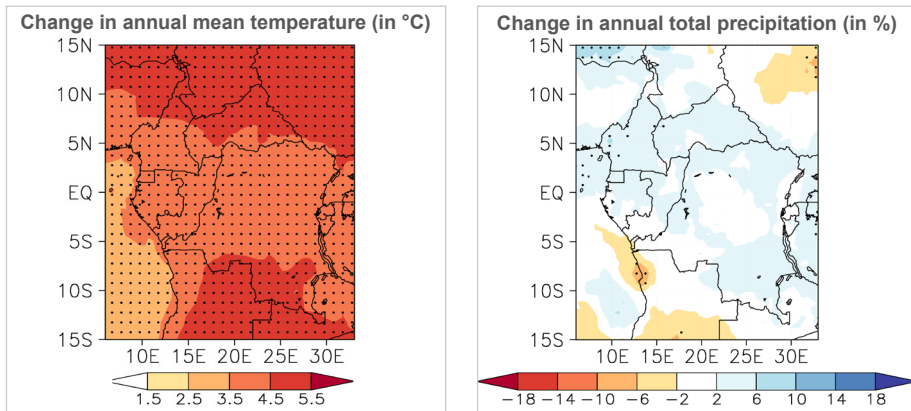 Change in annual mean temperature (in °C)
15N
10N
5N
EQ
5S
10S
15S
10E 15E 20E 25E 30E
1.5 2.5 3.5 4.5 5.5
Change in annual total precipitation (in %)
15N
10N
5N
EQ
5S
10S
15S
10E 15E 20E 25E 30E
−18 −14 −10 −6 −2 2 6 10 14 18